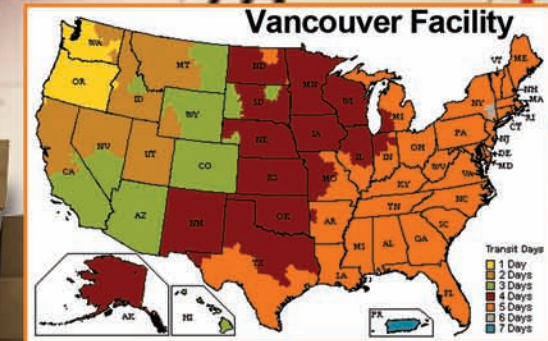 Vancouver Facility
WA
OR
ID
MT
WY
NV
UT
CA
AZ
CO
NM
ND
SD
NE
KS
OK
TX
MN
IA
MO
AR
LA
WI
IL
MI
IN
OH
KY
TN
MS
AL
GA
FL
SC
NC
VA
WV
PA
NY
VT
ME
NH
MA
RI
CT
NJ
DE
MD
AK
HI
PR
Transit Days
1 Day
2 Days
3 Days
4 Days
5 Days
6 Days
7 Days